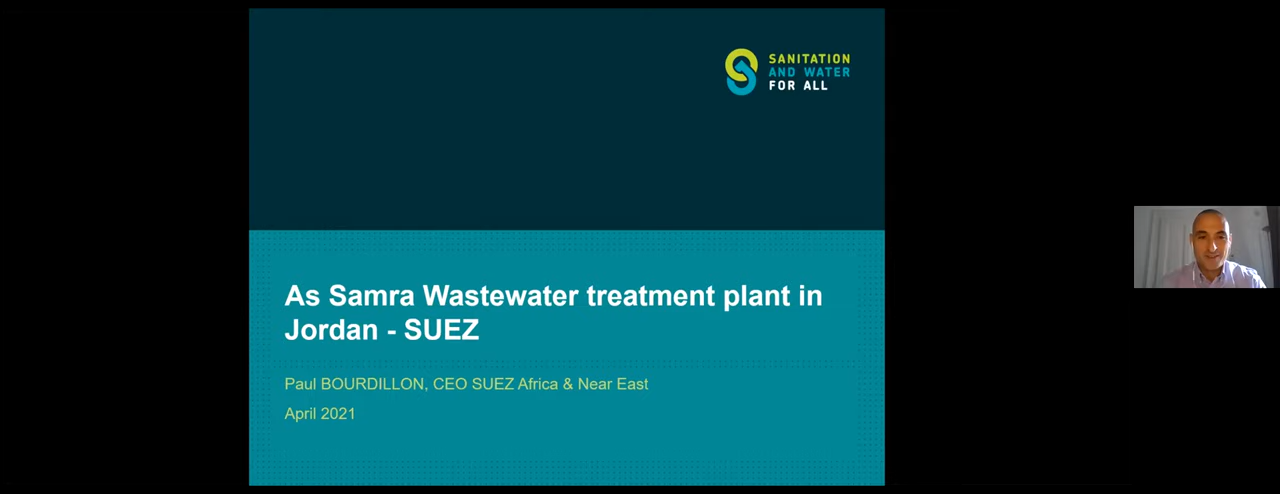 SANITATION
AND WATER
FOR ALL
As Samra Wastewater treatment plant in
Jordan - SUEZ
Paul BOURDILLON, CEO SUEZ Africa & Near East
April 2021